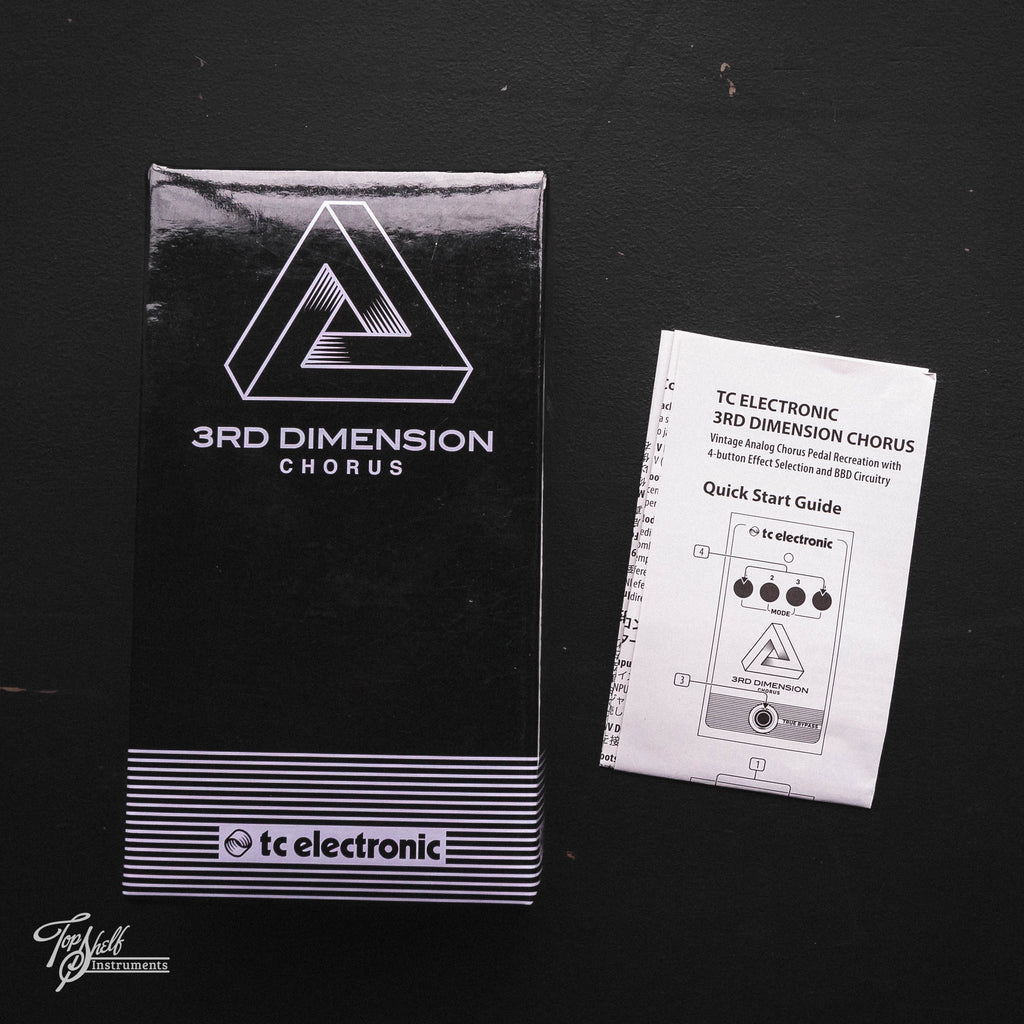 3RD DIMENSION
CHORUS
tc electronic
TC ELECTRONIC
3RD DIMENSION CHORUS
Vintage Analog Chorus Pedal Recreation with
4-button Effect Selection and BBD Circuitry
Quick Start Guide
tc electronic
4
2 3
MODE
3RD DIMENSION
CHORUS
3
TRUE BYPASS
1
Top Shelf
Instruments